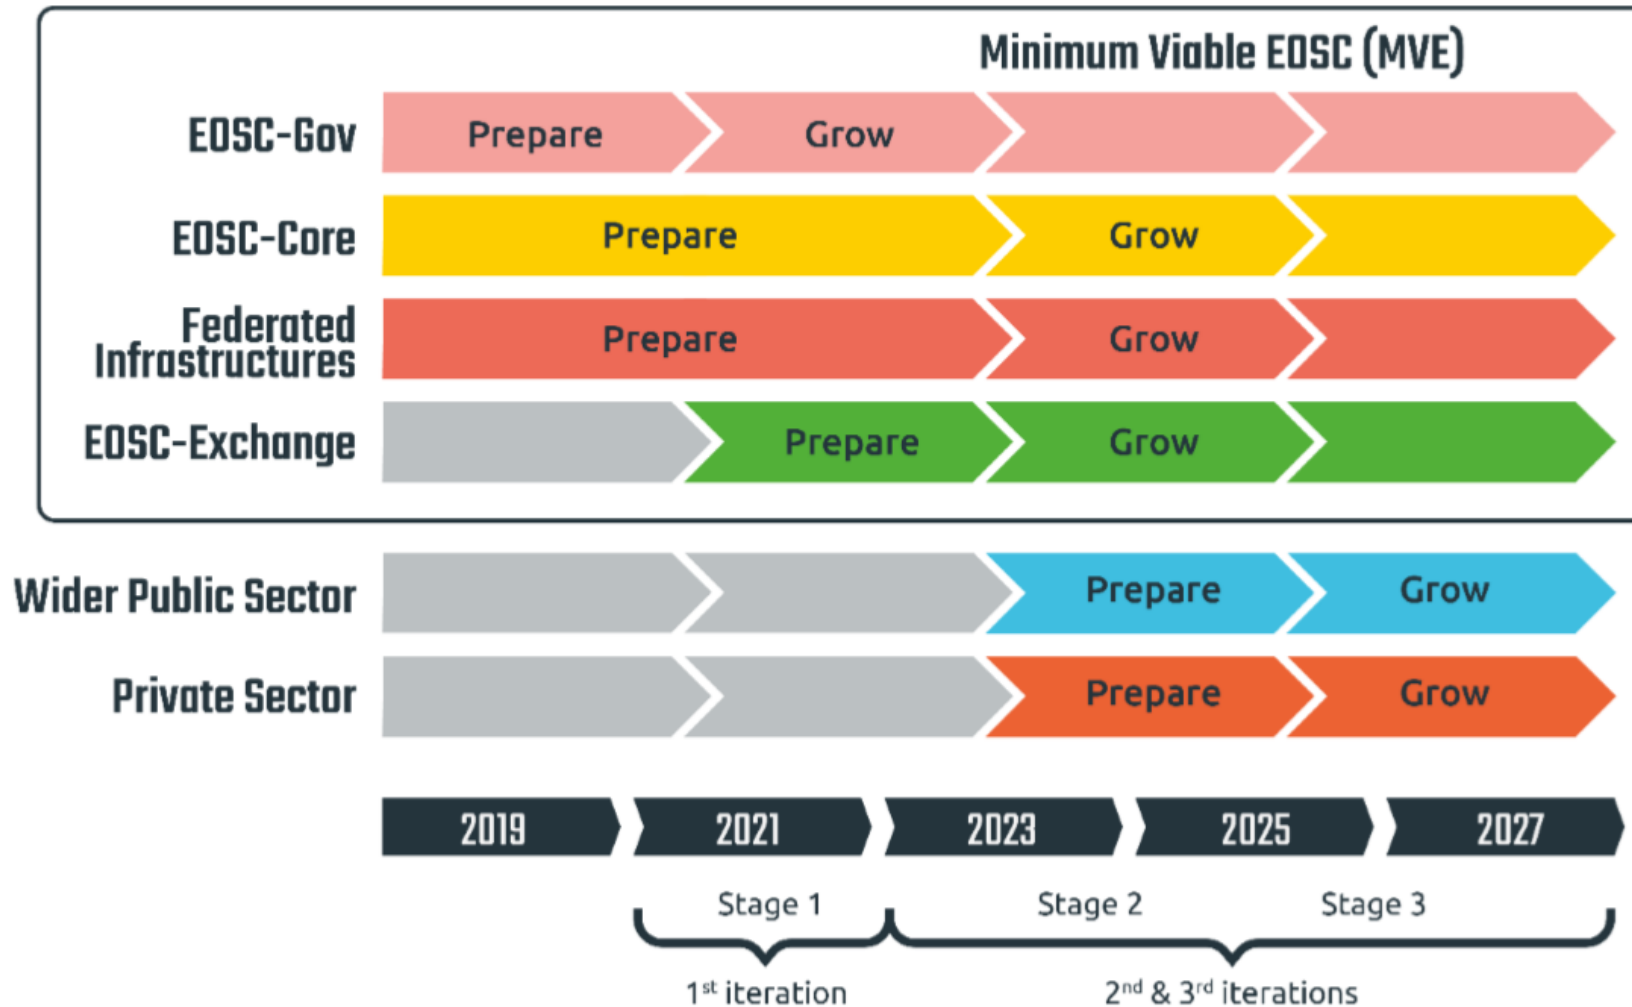 Minimum Viable EOSC (MVE)
EOSC-Gov
Prepare
Grow
EOSC-Core
Prepare
Grow
Federated
Infrastructures
Prepare
Grow
EOSC-Exchange
Prepare
Grow
Wider Public Sector
Prepare
Grow
Private Sector
Prepare
Grow
2019
2021
2023
2025
2027
Stage 1
Stage 2
Stage 3
1st iteration
2nd & 3rd iterations